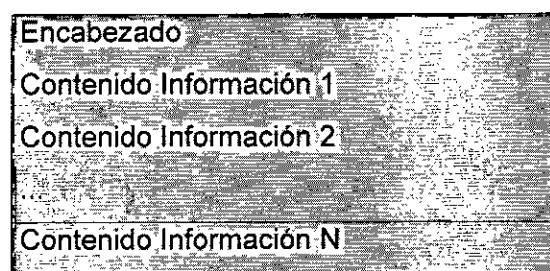 Encabezado
Contenido Información 1
Contenido Información 2
...
Contenido Información N